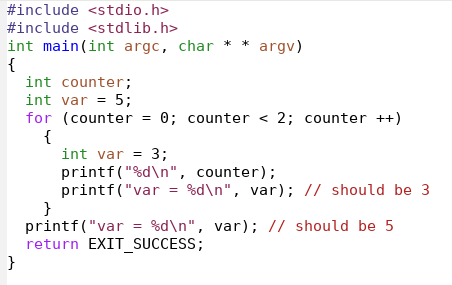 #include <stdio.h>
#include <stdlib.h>
int main(int argc, char * * argv)
{
  int counter;
  int var = 5;
  for (counter = 0; counter < 2; counter ++)
    {
      int var = 3;
      printf("%d\n", counter);
      printf("var = %d\n", var); // should be 3
    }
  printf("var = %d\n", var); // should be 5
  return EXIT_SUCCESS;
}